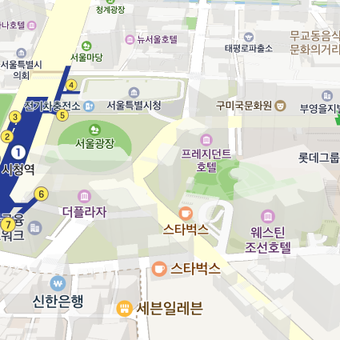 청계광장
나호텔
뉴서울호텔
무교동음식
문화의거리
태평로파출소
서울마당
서울특별시
의회
4
전기차충전소
서울특별시청
구미국문화원
부영을지
5
3
2
서울광장
1
시청역
프레지던트
호텔
롯데그룹
6
더플라자
7
워크
스타벅스
웨스틴
조선호텔
스타벅스
신한은행
세븐일레븐